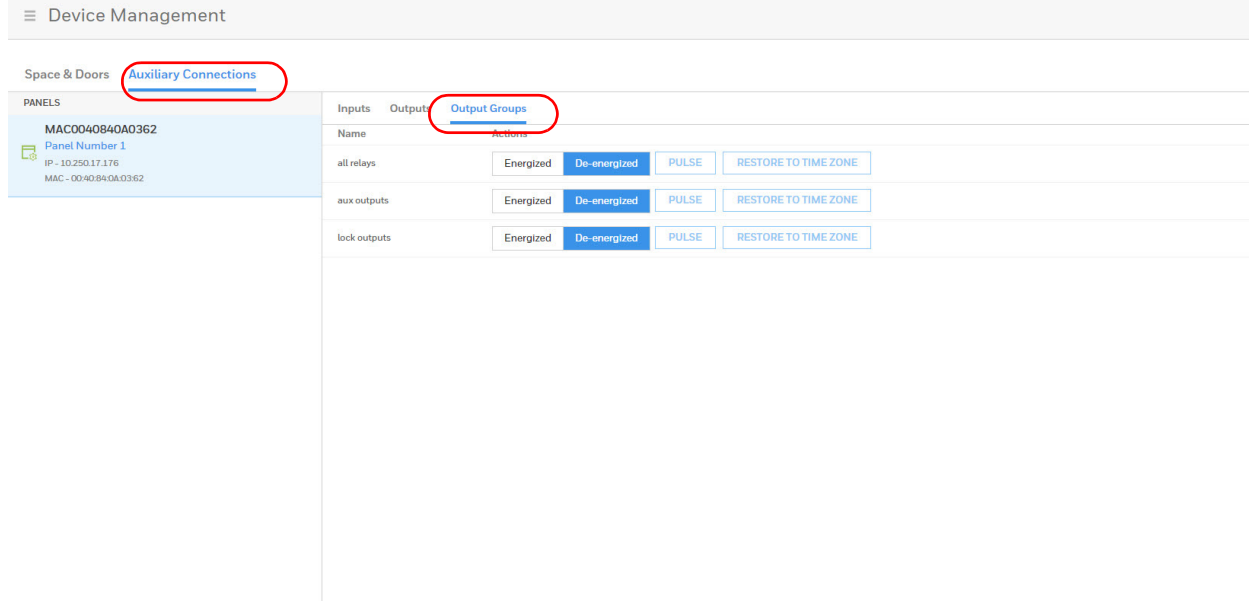 Device Management
Space & Doors Auxiliary Connections
PANELS
MAC0040840A0362
Panel Number 1
IP - 10.250.17.176
MAC - 00:40:84:0A:03:62
Inputs Outputs Output Groups
Name Actions
all relays Energized De-energized PULSE RESTORE TO TIME ZONE
aux outputs Energized De-energized PULSE RESTORE TO TIME ZONE
lock outputs Energized De-energized PULSE RESTORE TO TIME ZONE